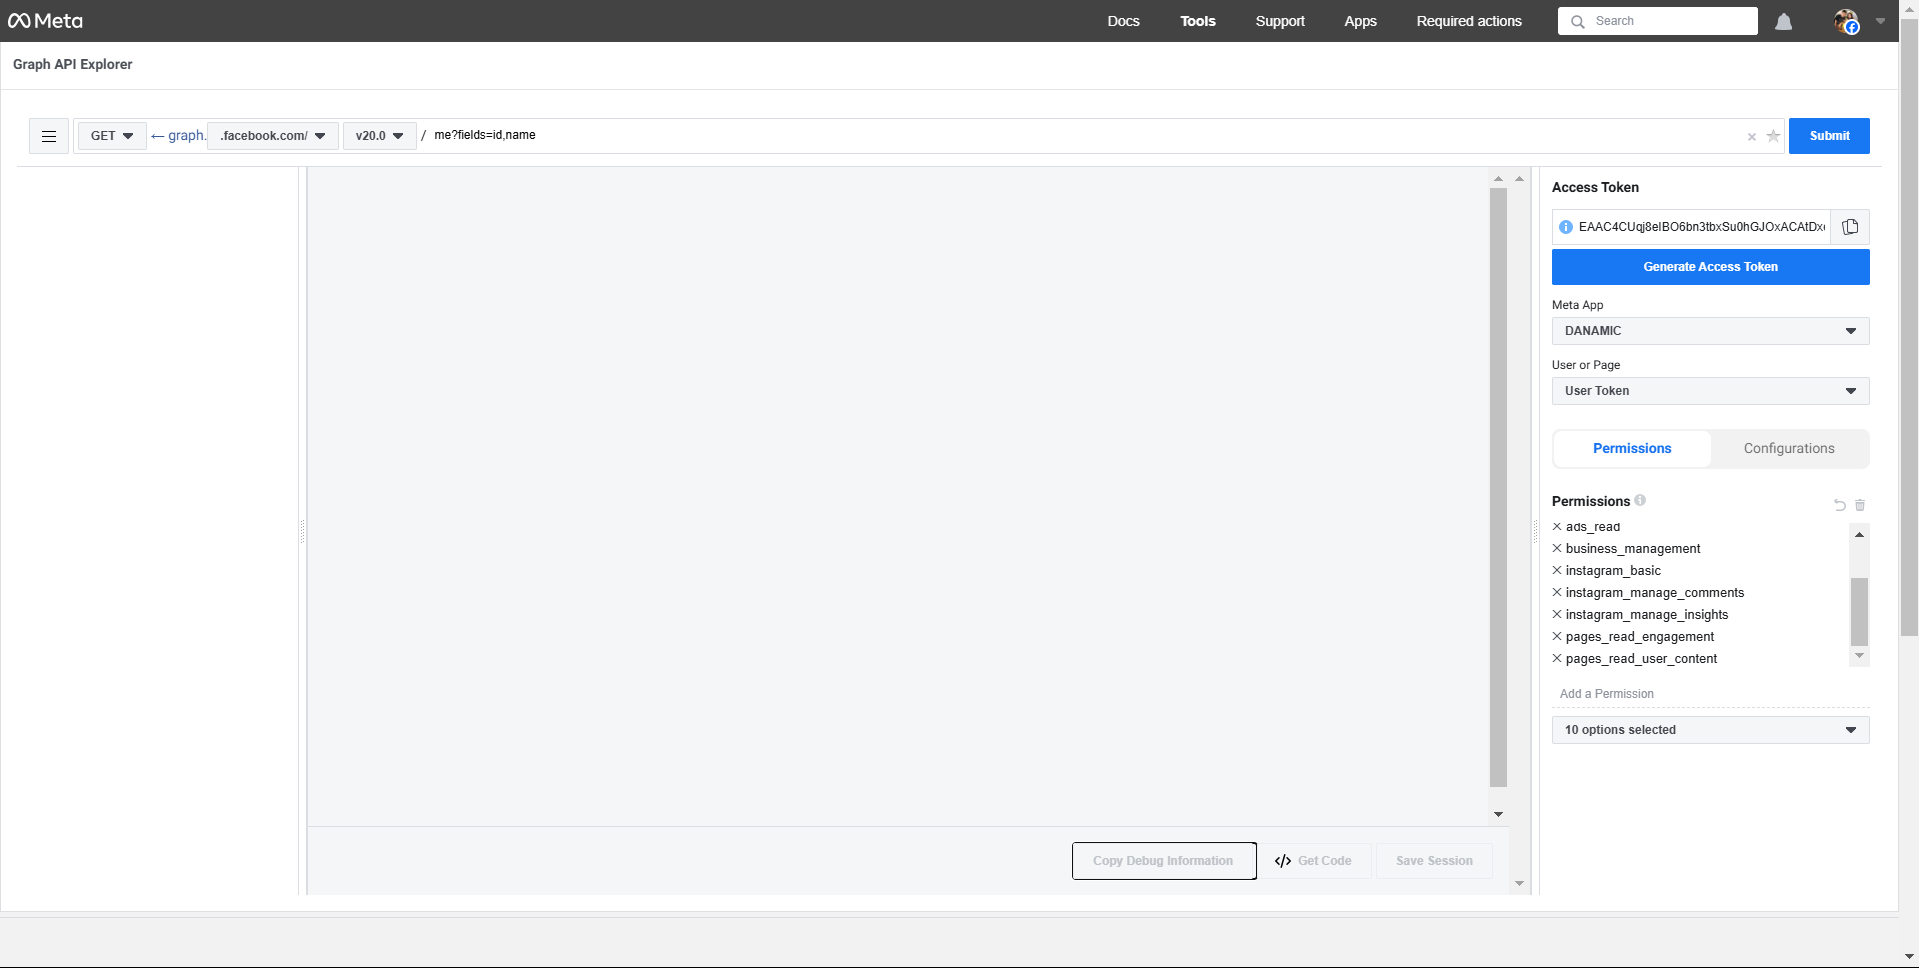 Meta
Docs
Tools
Support
Apps
Required actions
Search
Graph API Explorer
GET
← graph.
.facebook.com/
v20.0
/
me?fields=id,name
Submit
Access Token
EAAC4CUqj8eIBO6bn3tbxSu0hGJOxACAtDx
Generate Access Token
Meta App
DANAMIC
User or Page
User Token
Permissions
Configurations
Permissions
ads_read
business_management
instagram_basic
instagram_manage_comments
instagram_manage_insights
pages_read_engagement
pages_read_user_content
Add a Permission
10 options selected
Copy Debug Information
</> Get Code
Save Session